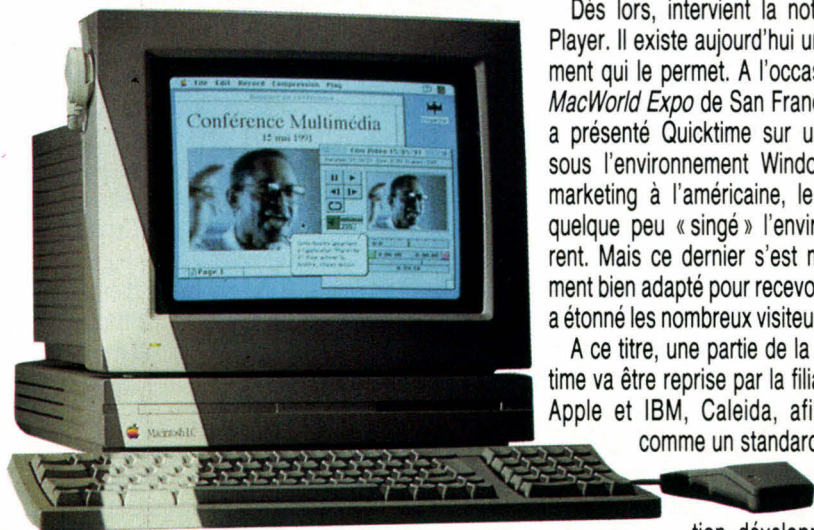 File Edit Record Compression Play
Conférence Multimédia
15 mai 1991
Page 1
Macintosh LC
Dès lors, intervient la not
Player. Il existe aujourd'hui un
ment qui le permet. A l'occas
MacWorld Expo de San Franc
a présenté Quicktime sur u
sous l'environnement Windo
marketing à l'américaine, le
quelque peu « singé » l'envir
rent. Mais ce dernier s'est m
ment bien adapté pour recevo
a étonné les nombreux visiteu
A ce titre, une partie de la
time va être reprise par la filia
Apple et IBM, Caleida, afi
comme un standard